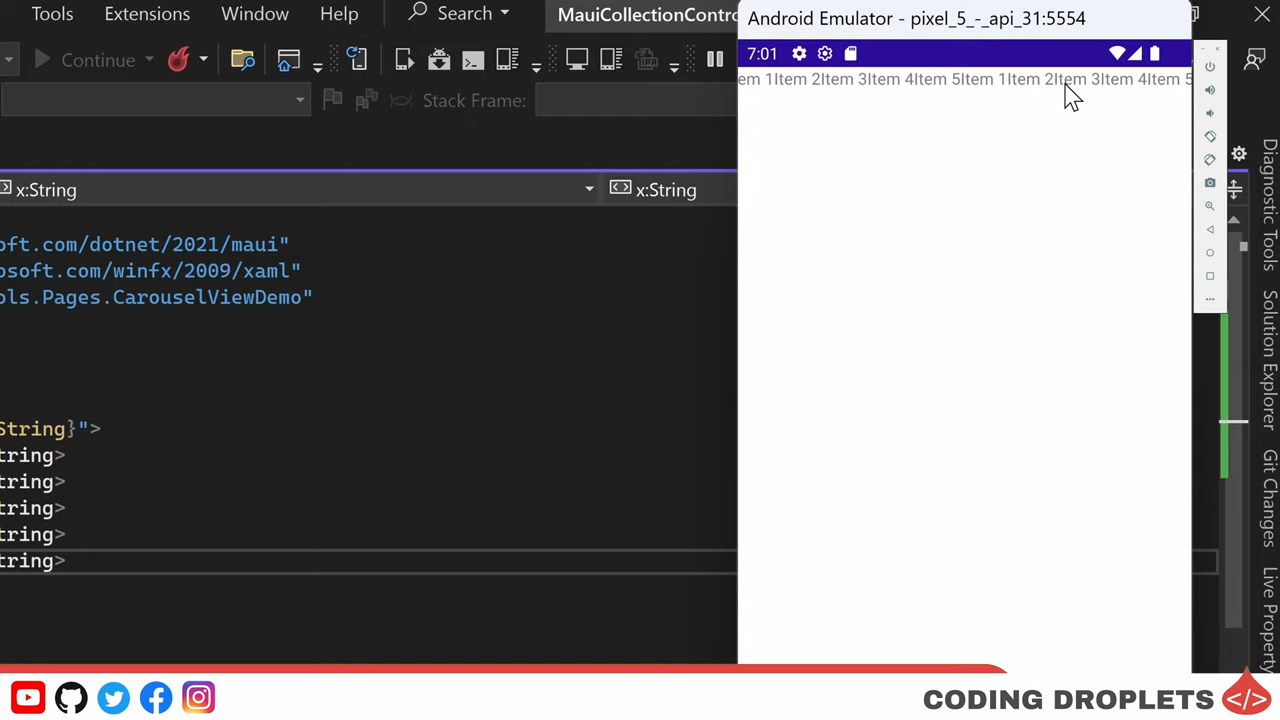 Tools
Extensions
Window
Help
Search
MauiCollectionContro
Continue
Stack Frame:
x:String
x:String
oft.com/dotnet/2021/maui"
osoft.com/winfx/2009/xaml"
ols.Pages.CarouselViewDemo"
String}">
tring>
tring>
tring>
tring>
tring>
Android Emulator - pixel_5_-_api_31:5554
7:01
em 1Item 2Item 3Item 4Item 5Item 1Item 2Item 3Item 4Item 5
Diagnostic Tools
Solution Explorer
Git Changes
Live Property
CODING DROPLETS
</>